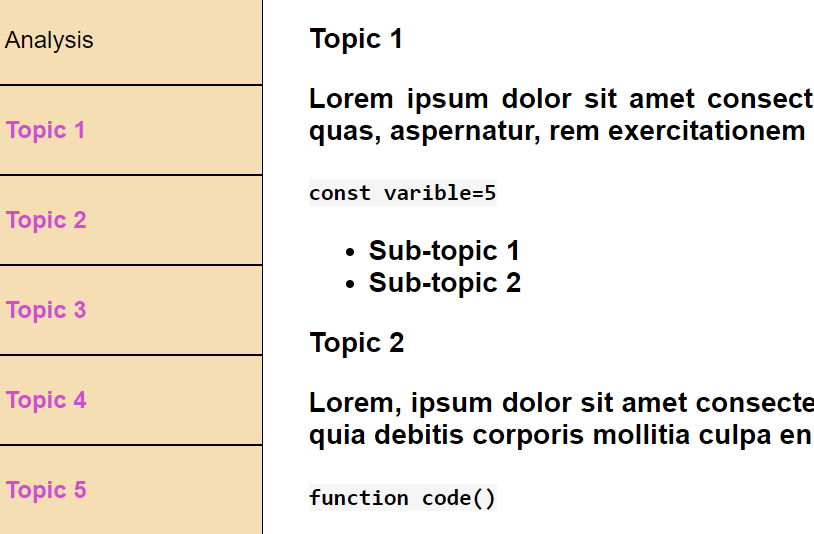 Analysis
Topic 1
Topic 2
Topic 3
Topic 4
Topic 5
Topic 1
Lorem ipsum dolor sit amet consect
quas, aspernatur, rem exercitationem
const varible=5
Sub-topic 1
Sub-topic 2
Topic 2
Lorem, ipsum dolor sit amet consecte
quia debitis corporis mollitia culpa en
function code()